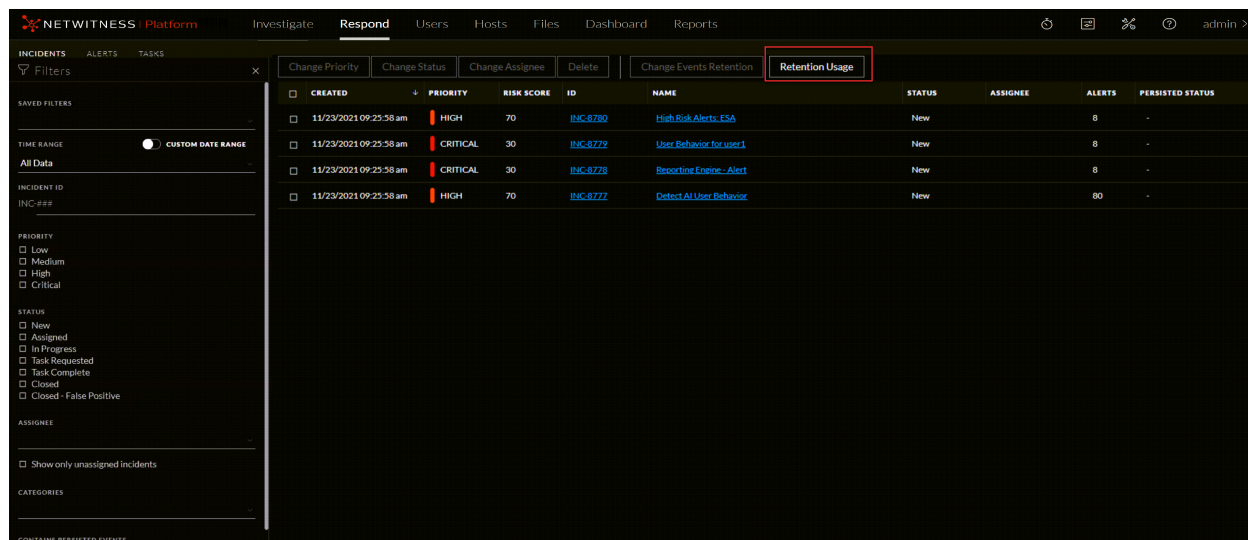 NETWITNESS Platform
Investigate Respond Users Hosts Files Dashboard Reports
admin >
INCIDENTS ALERTS TASKS
Filters
Change Priority Change Status Change Assignee Delete Change Events Retention Retention Usage
CREATED PRIORITY RISK SCORE ID NAME STATUS ASSIGNEE ALERTS PERSISTED STATUS
11/23/2021 09:25:58 am HIGH 70 INC-8780 High Risk Alerts: ESA New 8 -
11/23/2021 09:25:58 am CRITICAL 30 INC-8779 User Behavior for user1 New 8 -
11/23/2021 09:25:58 am CRITICAL 30 INC-8778 Reporting Engine - Alert New 8 -
11/23/2021 09:25:58 am HIGH 70 INC-8777 Detect AI User Behavior New 80 -
SAVED FILTERS
TIME RANGE CUSTOM DATE RANGE
All Data
INCIDENT ID
INC-###
PRIORITY
Low
Medium
High
Critical
STATUS
New
Assigned
In Progress
Task Requested
Task Complete
Closed
Closed - False Positive
ASSIGNEE
Show only unassigned incidents
CATEGORIES
CONTAINS PERSISTED EVENTS